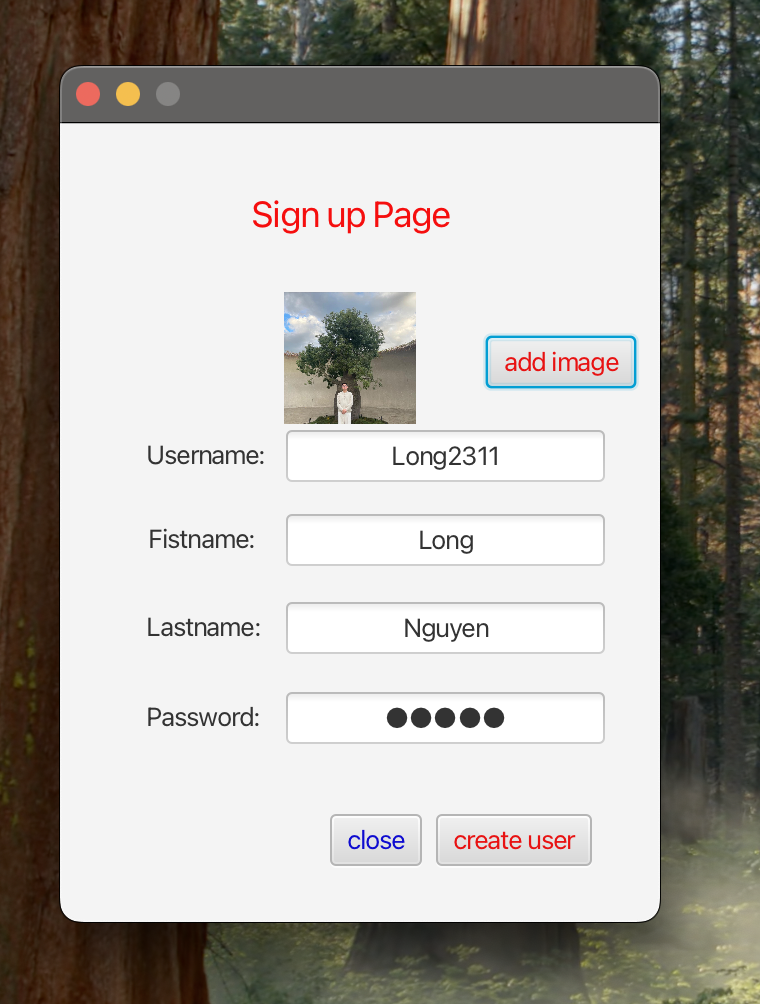 Sign up Page
add image
Username: Long2311
Fistname: Long
Lastname: Nguyen
Password: ●●●●●
close create user